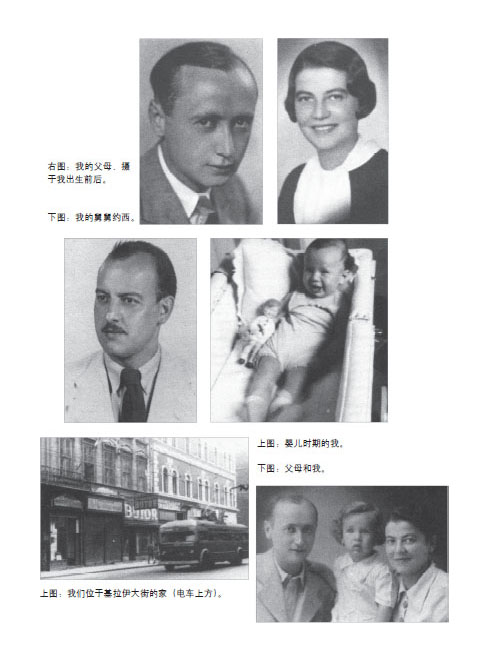 右图：我的父母，摄
于我出生前后。
下图：我的舅舅约西。
上图：婴儿时期的我。
下图：父母和我。
上图：我们位于基拉伊大街的家（电车上方）。